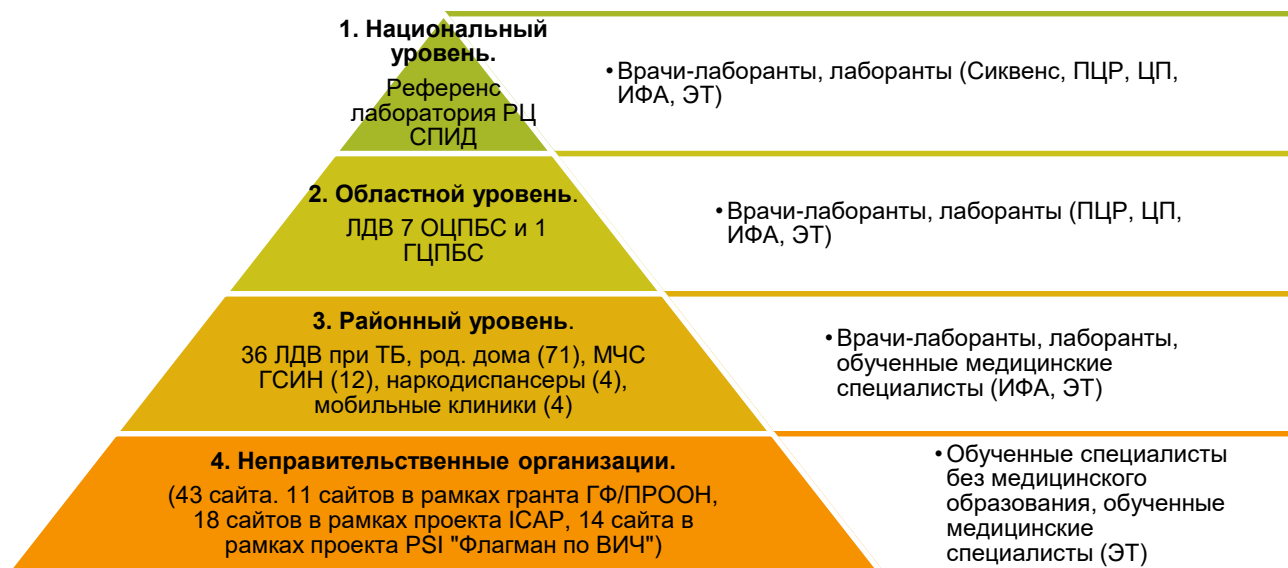 1. Национальный
уровень.
Референс
лаборатория РЦ
СПИД
•Врачи-лаборанты, лаборанты (Сиквенс, ПЦР, ЦП,
ИФА, ЭТ)
2. Областной уровень.
ЛДВ 7 ОЦПБС и 1
ГЦПБС
•Врачи-лаборанты, лаборанты (ПЦР, ЦП,
ИФА, ЭТ)
3. Районный уровень.
36 ЛДВ при ТБ, род. дома (71), МЧС
ГСИН (12), наркодиспансеры (4),
мобильные клиники (4)
•Врачи-лаборанты, лаборанты,
обученные медицинские
специалисты (ИФА, ЭТ)
4. Неправительственные организации.
(43 сайта. 11 сайтов в рамках гранта ГФ/ПРООН,
18 сайтов в рамках проекта ICAP, 14 сайта в
рамках проекта PSI "Флагман по ВИЧ")
•Обученные специалисты
без медицинского
образования, обученные
медицинские
специалисты (ЭТ)